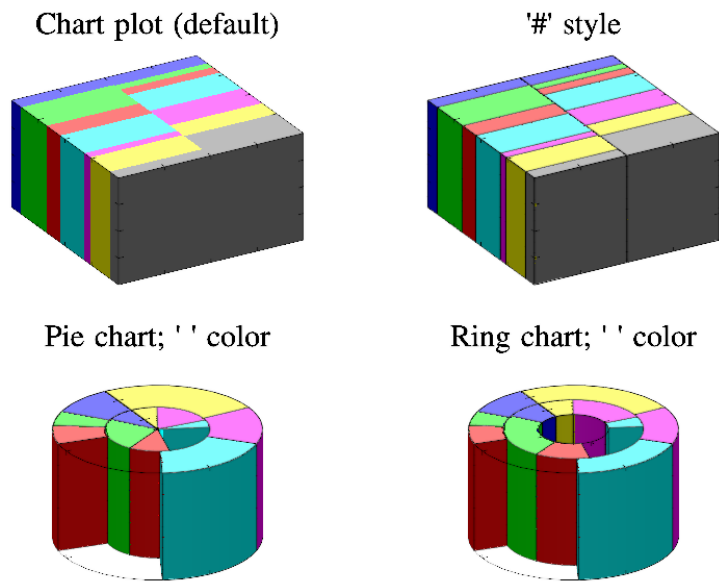 Chart plot (default)
'#' style
Pie chart; ' ' color
Ring chart; ' ' color